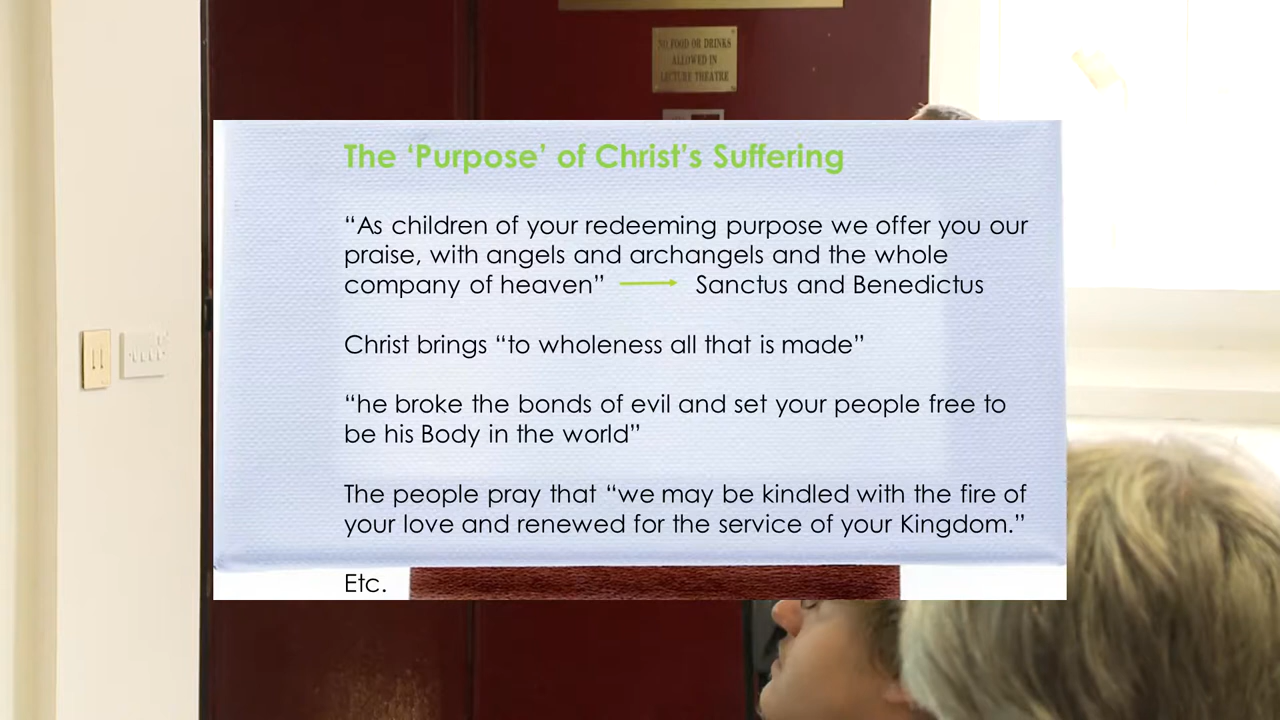 NO FOOD OR DRINKS
ALLOWED IN
LECTURE THEATRE
The ‘Purpose’ of Christ’s Suffering
“As children of your redeeming purpose we offer you our
praise, with angels and archangels and the whole
company of heaven” → Sanctus and Benedictus
Christ brings “to wholeness all that is made”
“he broke the bonds of evil and set your people free to
be his Body in the world”
The people pray that “we may be kindled with the fire of
your love and renewed for the service of your Kingdom.”
Etc.